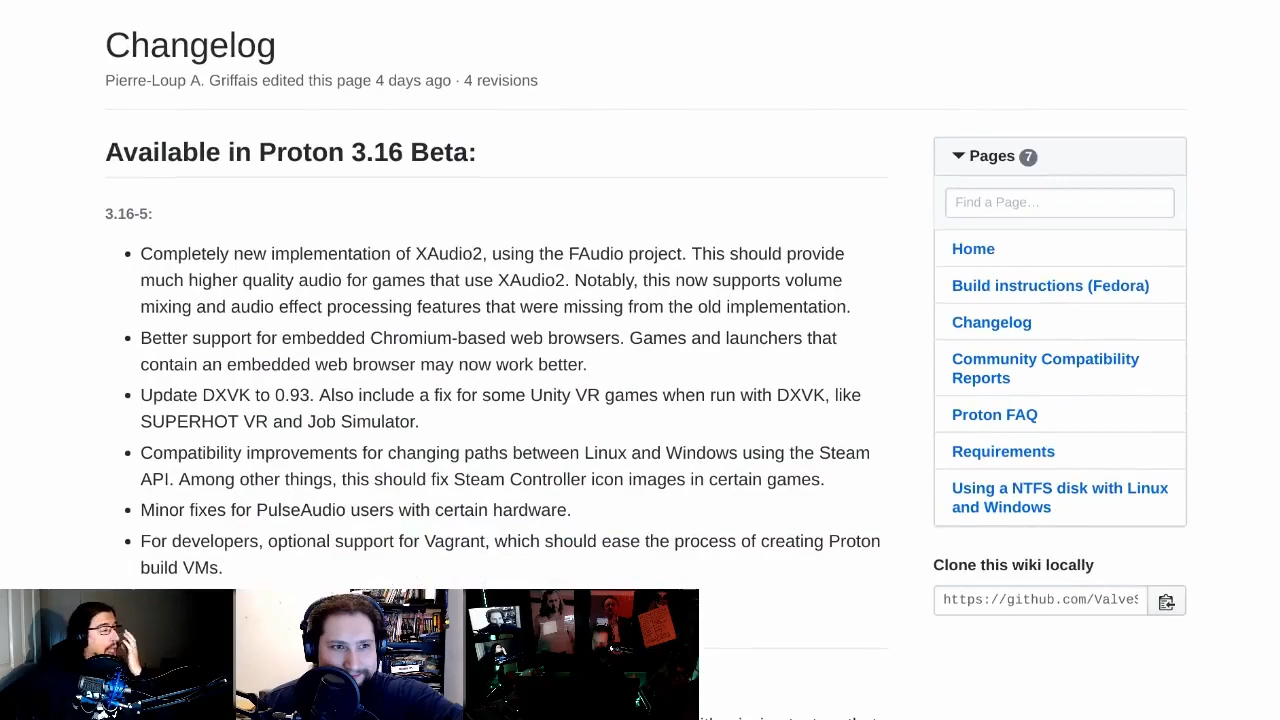 Changelog
Pierre-Loup A. Griffais edited this page 4 days ago · 4 revisions
Available in Proton 3.16 Beta:
3.16-5:
Completely new implementation of XAudio2, using the FAudio project. This should provide
much higher quality audio for games that use XAudio2. Notably, this now supports volume
mixing and audio effect processing features that were missing from the old implementation.
Better support for embedded Chromium-based web browsers. Games and launchers that
contain an embedded web browser may now work better.
Update DXVK to 0.93. Also include a fix for some Unity VR games when run with DXVK, like
SUPERHOT VR and Job Simulator.
Compatibility improvements for changing paths between Linux and Windows using the Steam
API. Among other things, this should fix Steam Controller icon images in certain games.
Minor fixes for PulseAudio users with certain hardware.
For developers, optional support for Vagrant, which should ease the process of creating Proton
build VMs.
Pages 7
Find a Page…
Home
Build instructions (Fedora)
Changelog
Community Compatibility
Reports
Proton FAQ
Requirements
Using a NTFS disk with Linux
and Windows
Clone this wiki locally
https://github.com/ValveS